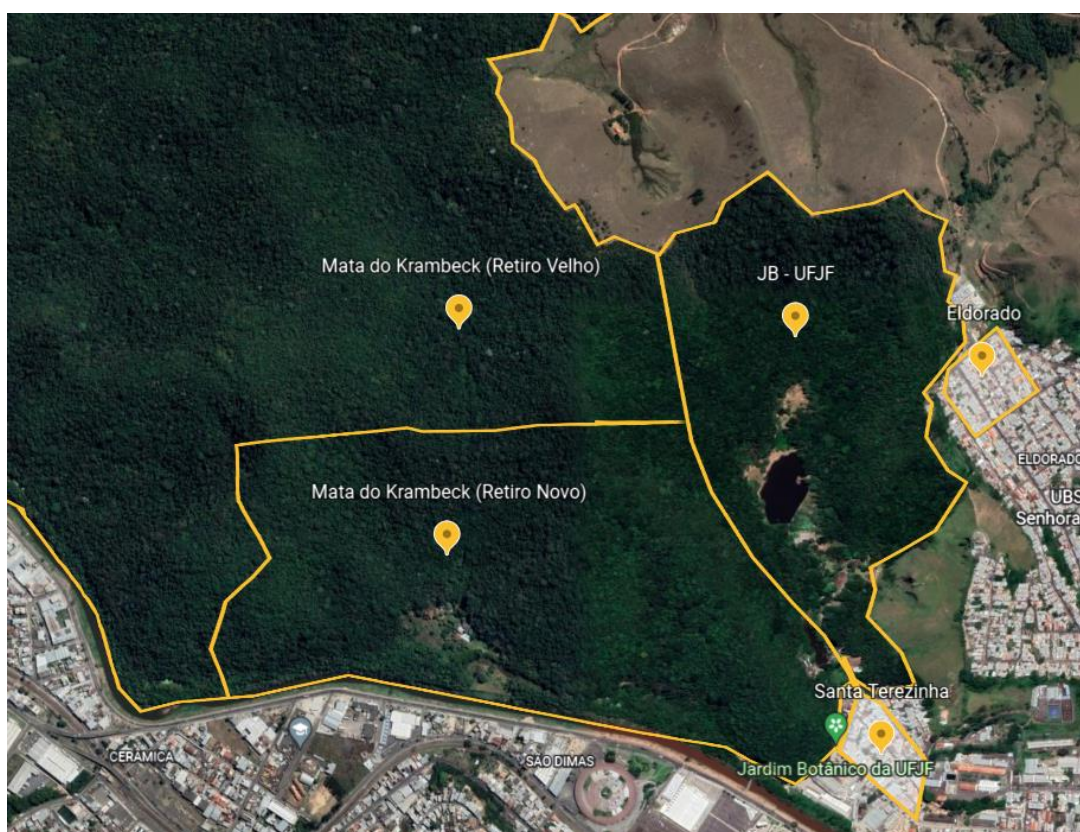 Mata do Krambeck (Retiro Velho)
JB - UFJF
Eldorado
ELDORADO
UBS
Senhora
Mata do Krambeck (Retiro Novo)
Santa Terezinha
CERÂMICA
SÃO DIMAS
Jardim Botânico da UFJF